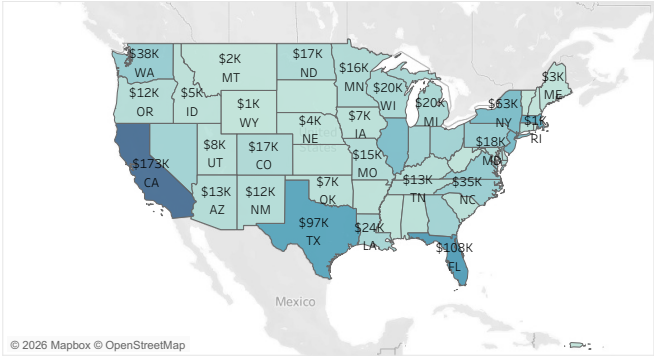 $38K
WA
$2K
MT
$17K
ND
$16K
MN
$3K
ME
$12K
OR
$5K
ID
$1K
WY
$20K
WI
$20K
MI
$63K
NY
$1K
RI
$4K
NE
$7K
IA
$173K
CA
$8K
UT
$17K
CO
$15K
MO
$18K
MD
$13K
AZ
$12K
NM
$7K
OK
$13K
TN
$35K
NC
$97K
TX
$24K
LA
$108K
FL
Mexico
© 2026 Mapbox © OpenStreetMap